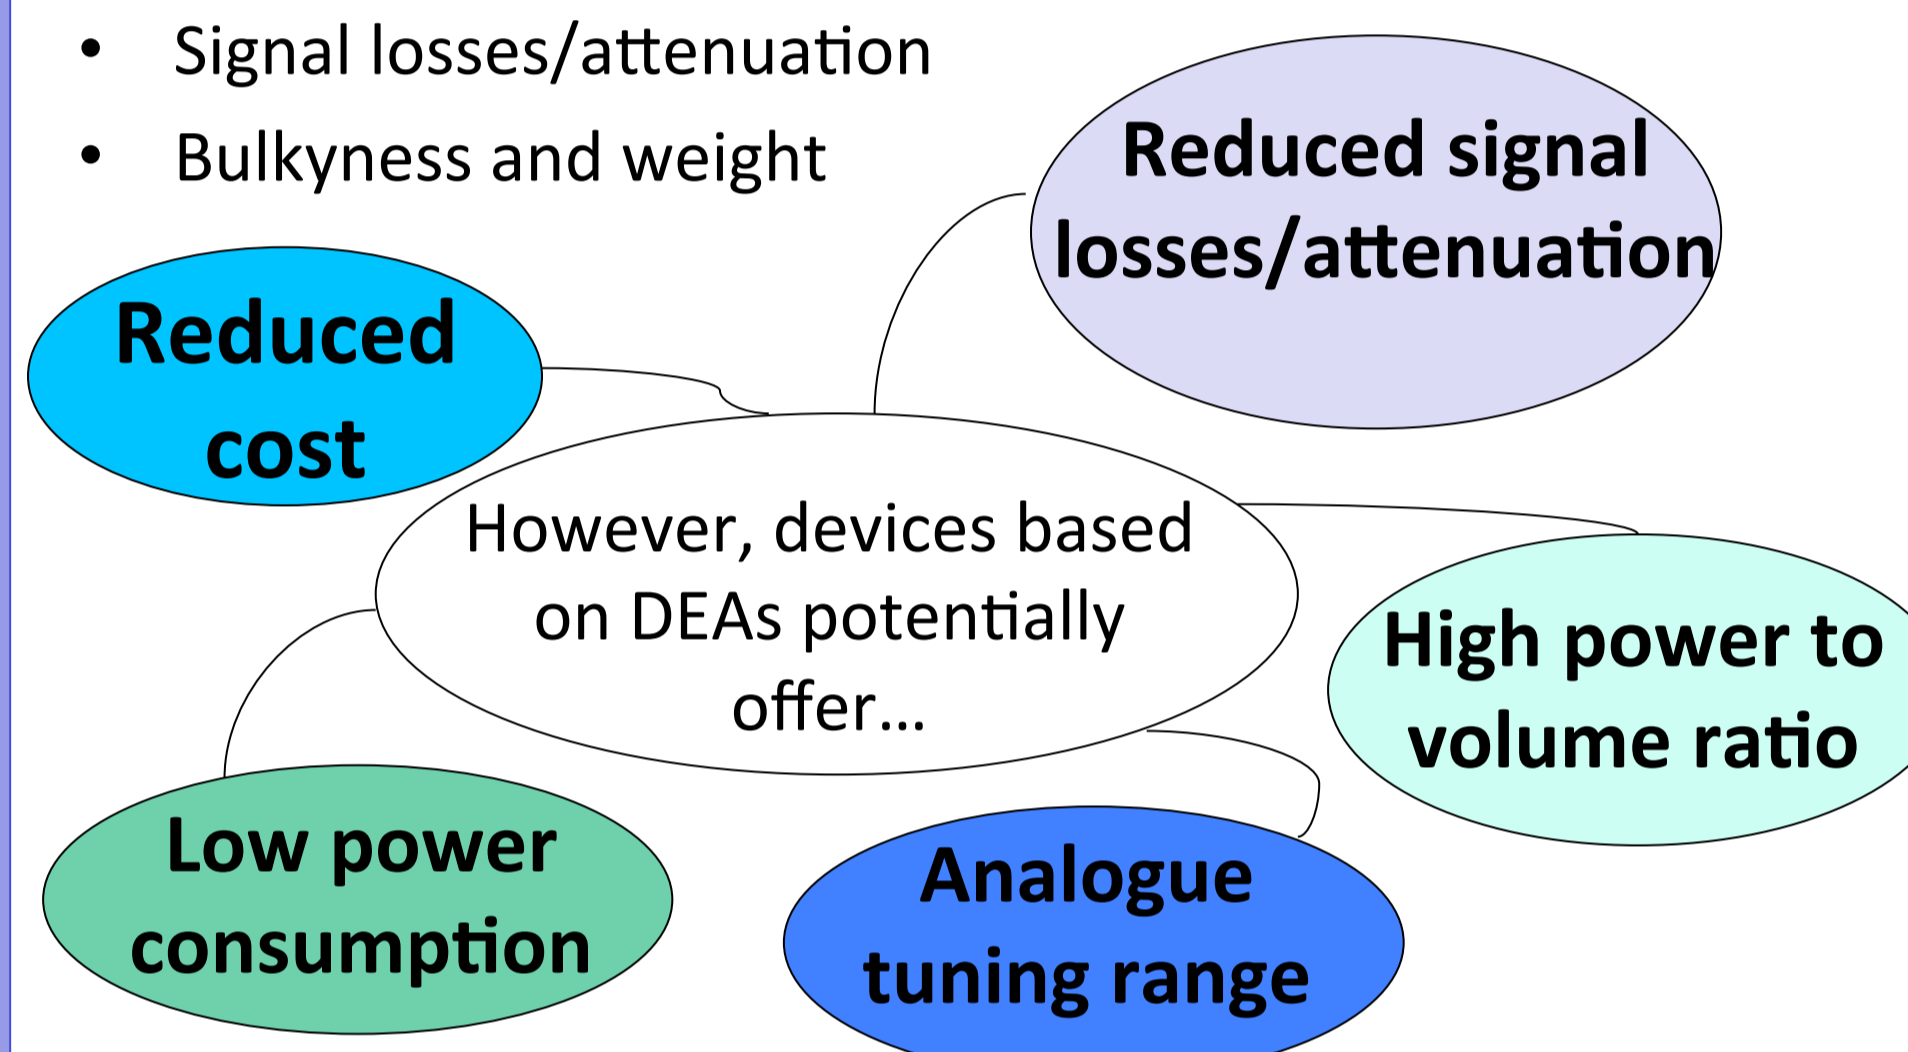 • Signal losses/attenuation
• Bulkyness and weight
Reduced signal
losses/attenuation
Reduced
cost
However, devices based
on DEAs potentially
offer...
High power to
volume ratio
Low power
consumption
Analogue
tuning range